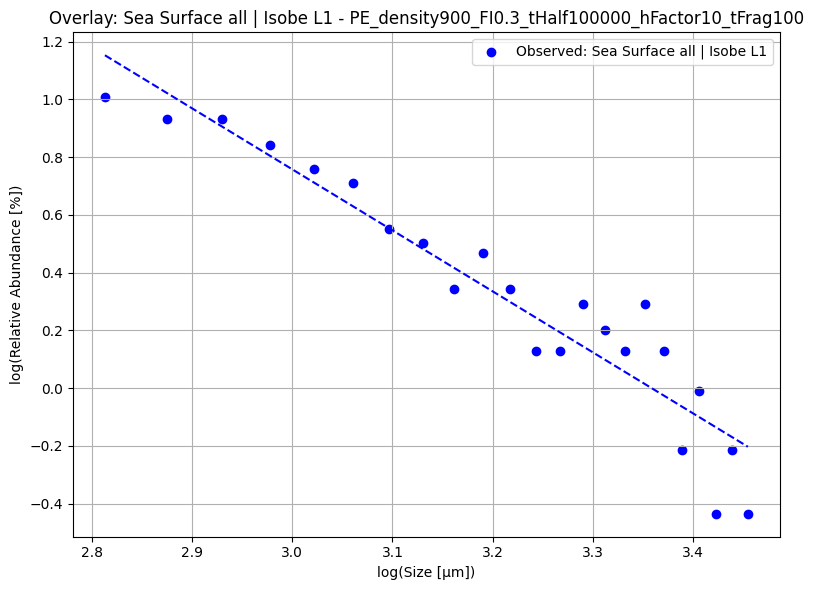 Overlay: Sea Surface all | Isobe L1 - PE_density900_FI0.3_tHalf100000_hFactor10_tFrag100
Observed: Sea Surface all | Isobe L1
log(Relative Abundance [%])
1.2
1.0
0.8
0.6
0.4
0.2
0.0
−0.2
−0.4
2.8 2.9 3.0 3.1 3.2 3.3 3.4
log(Size [μm])